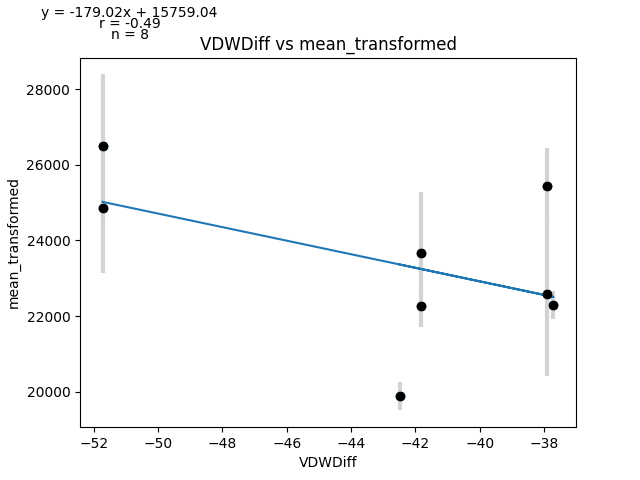 y = -179.02x + 15759.04
r = -0.49
n = 8
VDWDiff vs mean_transformed
28000
26000
24000
22000
20000
mean_transformed
−52
−50
−48
−46
−44
−42
−40
−38
VDWDiff